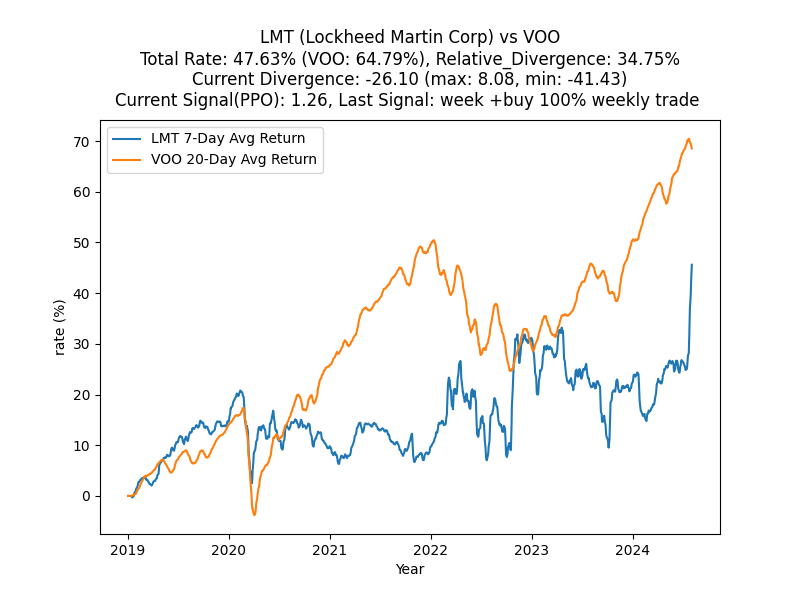 LMT (Lockheed Martin Corp) vs VOO
Total Rate: 47.63% (VOO: 64.79%), Relative_Divergence: 34.75%
Current Divergence: -26.10 (max: 8.08, min: -41.43)
Current Signal(PPO): 1.26, Last Signal: week +buy 100% weekly trade
LMT 7-Day Avg Return
VOO 20-Day Avg Return
70
60
50
40
30
20
10
0
rate (%)
2019 2020 2021 2022 2023 2024
Year